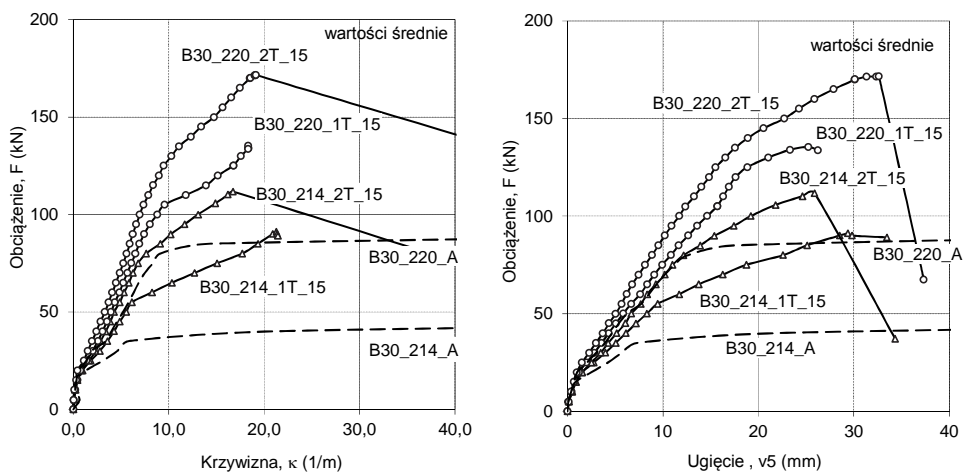 200
150
100
50
0
Obciążenie, F (kN)
wartości średnie
B30_220_2T_15
B30_220_1T_15
B30_214_2T_15
B30_220_A
B30_214_1T_15
B30_214_A
0,0
10,0
20,0
30,0
40,0
Krzywizna, κ (1/m)
200
150
100
50
0
Obciążenie, F (kN)
wartości średnie
B30_220_2T_15
B30_220_1T_15
B30_214_2T_15
B30_220_A
B30_214_1T_15
B30_214_A
0
10
20
30
40
Ugięcie , v5 (mm)